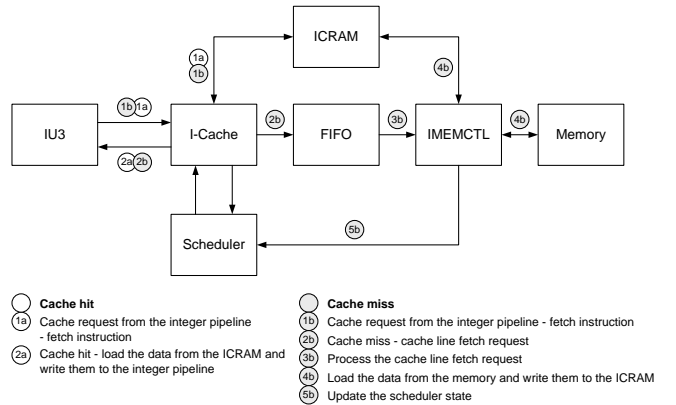 ICRAM
1a
1b
4b
1b 1a
2b
3b
4b
IU3
I-Cache
FIFO
IMEMCTL
Memory
2a 2b
Scheduler
5b
Cache hit
1a Cache request from the integer pipeline
- fetch instruction
2a Cache hit - load the data from the ICRAM and
write them to the integer pipeline
Cache miss
1b Cache request from the integer pipeline - fetch instruction
2b Cache miss - cache line fetch request
3b Process the cache line fetch request
4b Load the data from the memory and write them to the ICRAM
5b Update the scheduler state